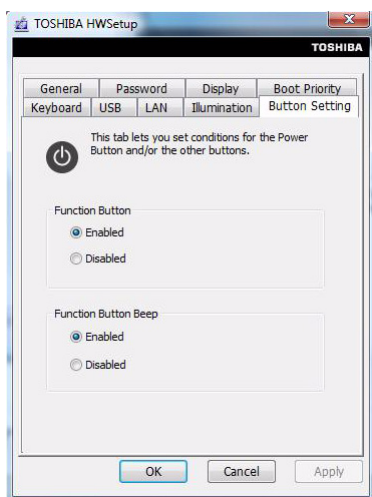 TOSHIBA HWSetup
TOSHIBA
General Password Display Boot Priority
Keyboard USB LAN Illumination Button Setting
This tab lets you set conditions for the Power
Button and/or the other buttons.
Function Button
Enabled
Disabled
Function Button Beep
Enabled
Disabled
OK Cancel Apply